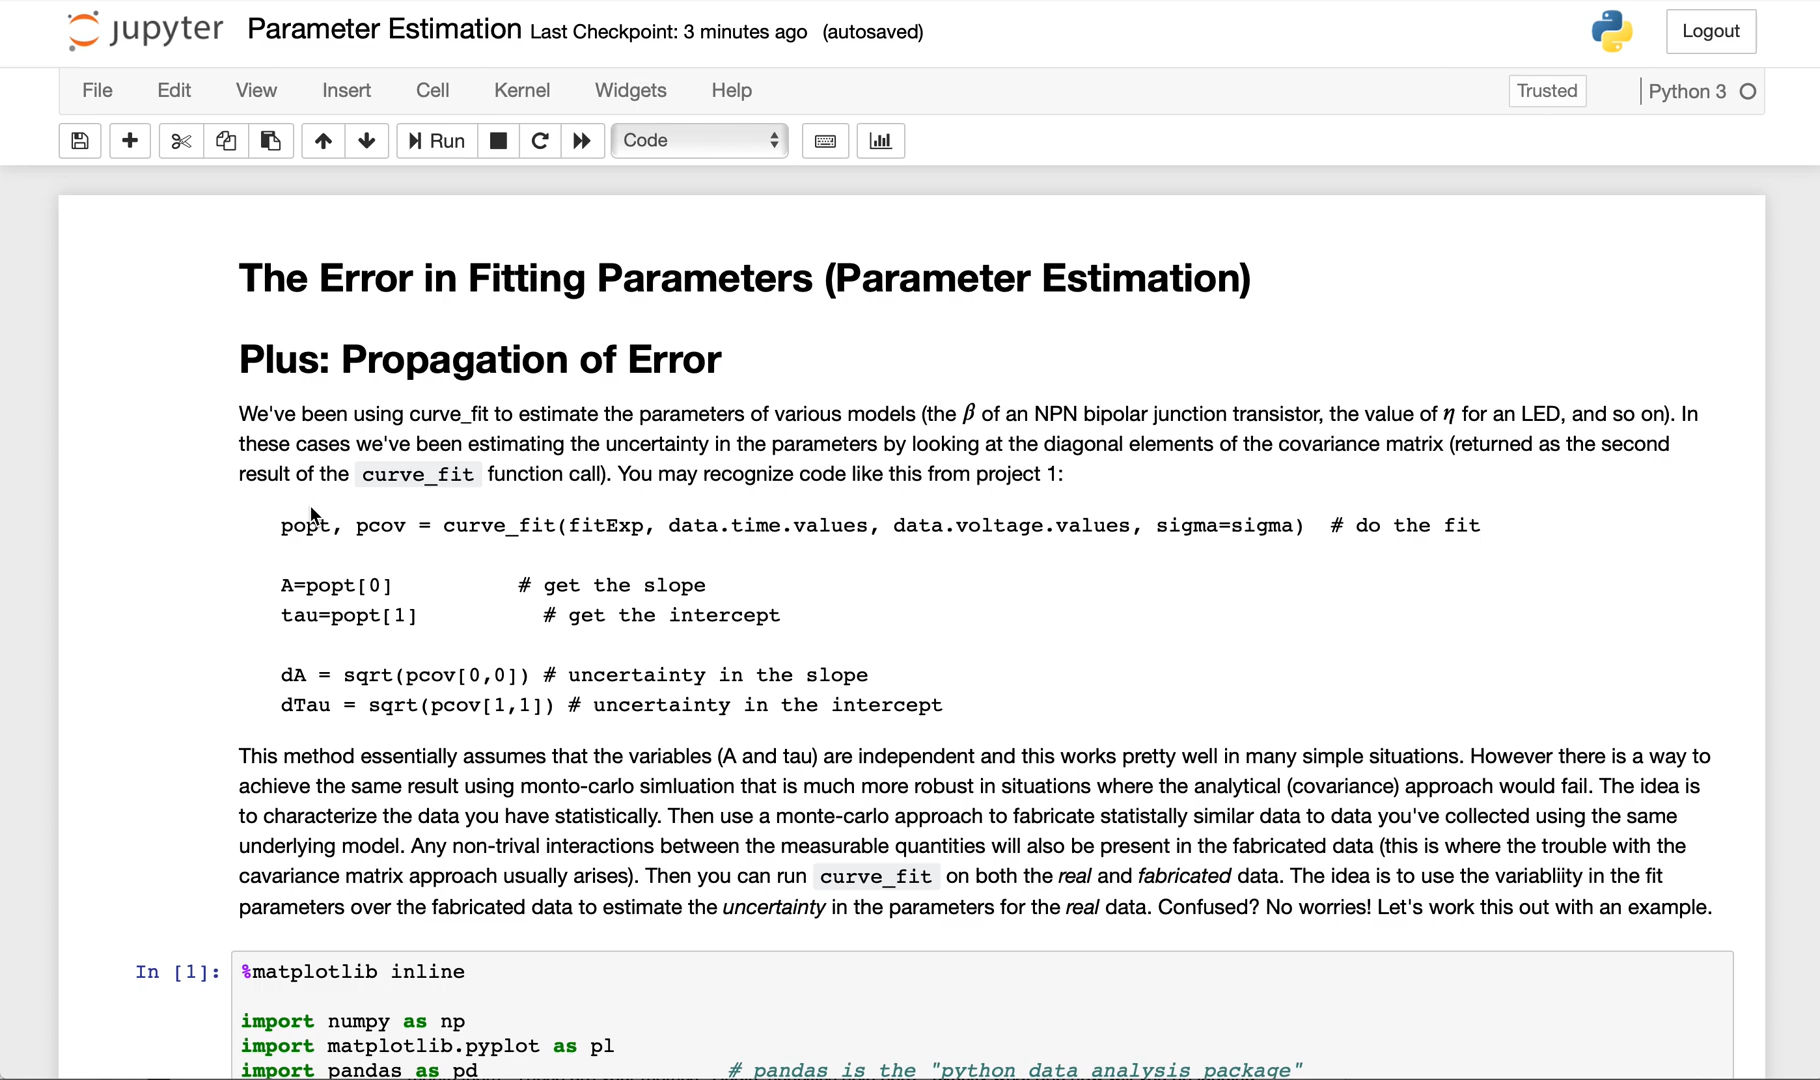 jupyter Parameter Estimation Last Checkpoint: 3 minutes ago (autosaved) Logout
File Edit View Insert Cell Kernel Widgets Help Trusted Python 3
Run Code
The Error in Fitting Parameters (Parameter Estimation)
Plus: Propagation of Error
We've been using curve_fit to estimate the parameters of various models (the β of an NPN bipolar junction transistor, the value of η for an LED, and so on). In
these cases we've been estimating the uncertainty in the parameters by looking at the diagonal elements of the covariance matrix (returned as the second
result of the curve_fit function call). You may recognize code like this from project 1:
popt, pcov = curve_fit(fitExp, data.time.values, data.voltage.values, sigma=sigma)  # do the fit
A=popt[0]          # get the slope
tau=popt[1]          # get the intercept
dA = sqrt(pcov[0,0]) # uncertainty in the slope
dTau = sqrt(pcov[1,1]) # uncertainty in the intercept
This method essentially assumes that the variables (A and tau) are independent and this works pretty well in many simple situations. However there is a way to
achieve the same result using monto-carlo simluation that is much more robust in situations where the analytical (covariance) approach would fail. The idea is
to characterize the data you have statistically. Then use a monte-carlo approach to fabricate statistally similar data to data you've collected using the same
underlying model. Any non-trival interactions between the measurable quantities will also be present in the fabricated data (this is where the trouble with the
cavariance matrix approach usually arises). Then you can run curve_fit on both the real and fabricated data. The idea is to use the variabliity in the fit
parameters over the fabricated data to estimate the uncertainty in the parameters for the real data. Confused? No worries! Let's work this out with an example.
In [1]: %matplotlib inline
import numpy as np
import matplotlib.pyplot as pl
import pandas as pd                    # pandas is the "python data analysis package"